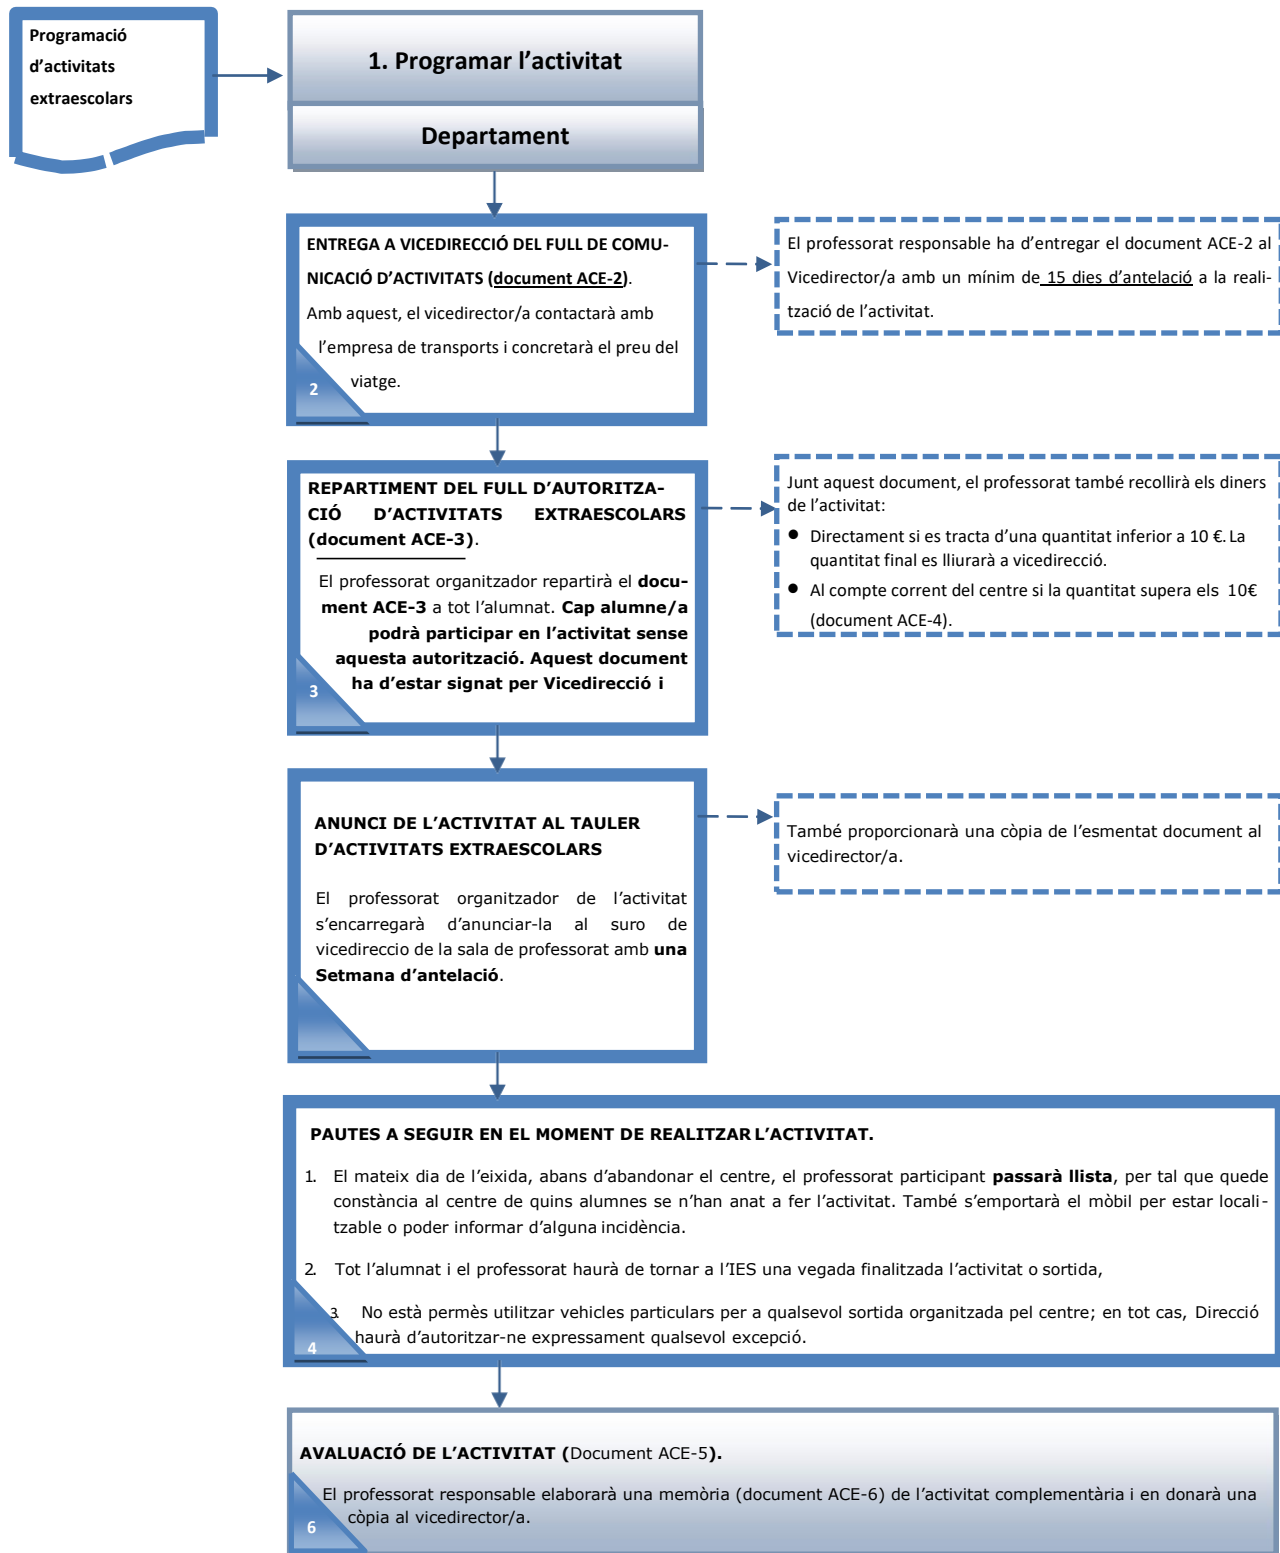 Programació
d’activitats
extraescolars
1. Programar l’activitat
Departament
ENTREGA A VICEDIRECCIÓ DEL FULL DE COMU-
NICACIÓ D’ACTIVITATS (document ACE-2).
Amb aquest, el vicedirector/a contactarà amb
l’empresa de transports i concretarà el preu del
viatge.
2
El professorat responsable ha d’entregar el document ACE-2 al
Vicedirector/a amb un mínim de 15 dies d’antelació a la reali-
tzació de l’activitat.
REPARTIMENT DEL FULL D’AUTORITZA-
CIÓ D’ACTIVITATS EXTRAESCOLARS
(document ACE-3).
El professorat organitzador repartirà el docu-
ment ACE-3 a tot l’alumnat. Cap alumne/a
podrà participar en l’activitat sense
aquesta autorització. Aquest document
ha d’estar signat per Vicedirecció i
3
Junt aquest document, el professorat també recollirà els diners
de l’activitat:
● Directament si es tracta d’una quantitat inferior a 10 €. La
quantitat final es lliurarà a vicedirecció.
● Al compte corrent del centre si la quantitat supera els 10€
(document ACE-4).
ANUNCI DE L’ACTIVITAT AL TAULER
D’ACTIVITATS EXTRAESCOLARS
El professorat organitzador de l’activitat
s’encarregarà d’anunciar-la al suro de
vicedireccio de la sala de professorat amb una
Setmana d’antelació.
També proporcionarà una còpia de l’esmentat document al
vicedirector/a.
PAUTES A SEGUIR EN EL MOMENT DE REALITZAR L’ACTIVITAT.
1. El mateix dia de l’eixida, abans d’abandonar el centre, el professorat participant passarà llista, per tal que quede
constància al centre de quins alumnes se n’han anat a fer l’activitat. També s’emportarà el mòbil per estar locali-
tzable o poder informar d’alguna incidència.
2. Tot l’alumnat i el professorat haurà de tornar a l’IES una vegada finalitzada l’activitat o sortida,
3. No està permès utilitzar vehicles particulars per a qualsevol sortida organitzada pel centre; en tot cas, Direcció
haurà d’autoritzar-ne expressament qualsevol excepció.
4
AVALUACIÓ DE L’ACTIVITAT (Document ACE-5).
El professorat responsable elaborarà una memòria (document ACE-6) de l’activitat complementària i en donarà una
còpia al vicedirector/a.
6